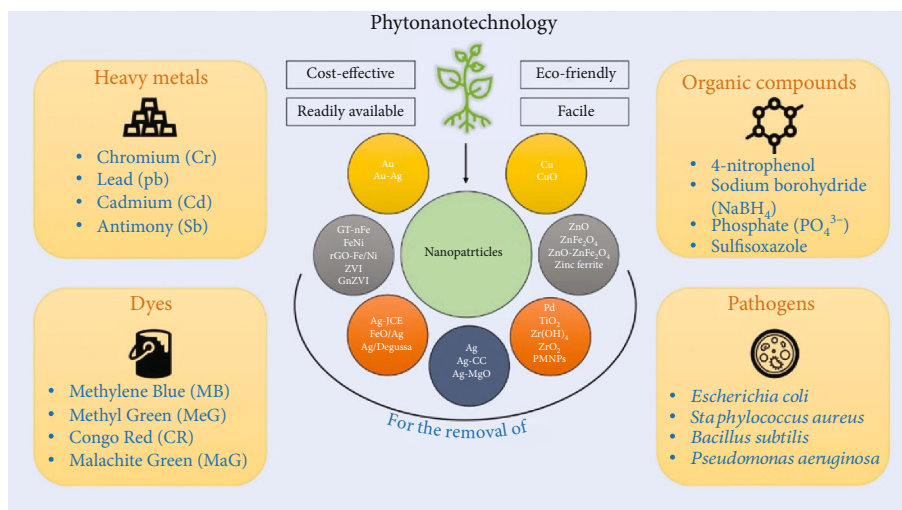 Phytonanotechnology
Cost-effective
Eco-friendly
Readily available
Facile
Heavy metals
• Chromium (Cr)
• Lead (pb)
• Cadmium (Cd)
• Antimony (Sb)
Dyes
• Methylene Blue (MB)
• Methyl Green (MeG)
• Congo Red (CR)
• Malachite Green (MaG)
Au
Au-Ag
Cu
CuO
GT-nFe
FeNi
rGO-Fe/Ni
ZVI
GnZVI
Nanopatrticles
ZnO
ZnFe₂O₄
ZnO-ZnFe₂O₄
Zinc ferrite
Ag-JCE
FeO/Ag
Ag/Degussa
Ag
Ag-CC
Ag-MgO
Pd
TiO₂
Zr(OH)₄
ZrO₂
PMNPs
For the removal of
Organic compounds
• 4-nitrophenol
• Sodium borohydride
(NaBH₄)
• Phosphate (PO₄³⁻)
• Sulfisoxazole
Pathogens
• Escherichia coli
• Staphylococcus aureus
• Bacillus subtilis
• Pseudomonas aeruginosa